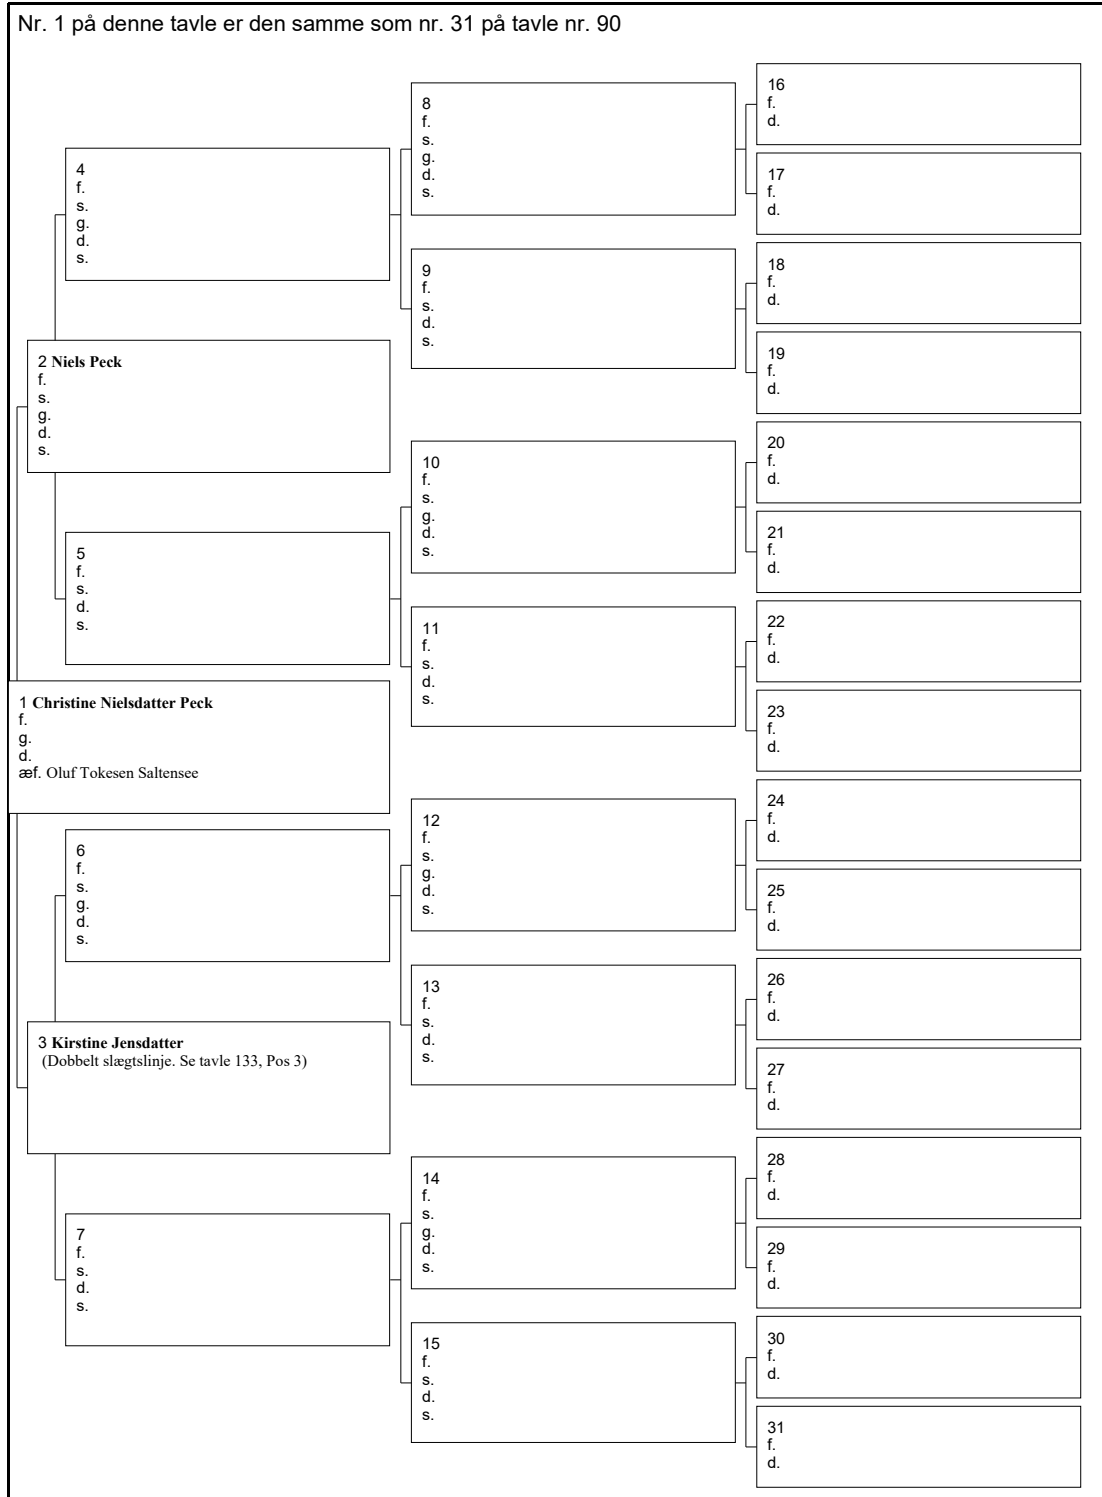 Nr. 1 på denne tavle er den samme som nr. 31 på tavle nr. 90
16
f.
d.
8
f.
s.
g.
d.
s.
17
f.
d.
4
f.
s.
g.
d.
s.
18
f.
d.
9
f.
s.
d.
s.
19
f.
d.
2 Niels Peck
f.
s.
g.
d.
s.
20
f.
d.
10
f.
s.
g.
d.
s.
21
f.
d.
5
f.
s.
d.
s.
22
f.
d.
11
f.
s.
d.
s.
23
f.
d.
1 Christine Nielsdatter Peck
f.
g.
d.
æf. Oluf Tokesen Saltensee
24
f.
d.
12
f.
s.
g.
d.
s.
25
f.
d.
6
f.
s.
g.
d.
s.
26
f.
d.
13
f.
s.
d.
s.
27
f.
d.
3 Kirstine Jensdatter
(Dobbelt slægtslinje. Se tavle 133, Pos 3)
28
f.
d.
14
f.
s.
g.
d.
s.
29
f.
d.
7
f.
s.
d.
s.
30
f.
d.
15
f.
s.
d.
s.
31
f.
d.